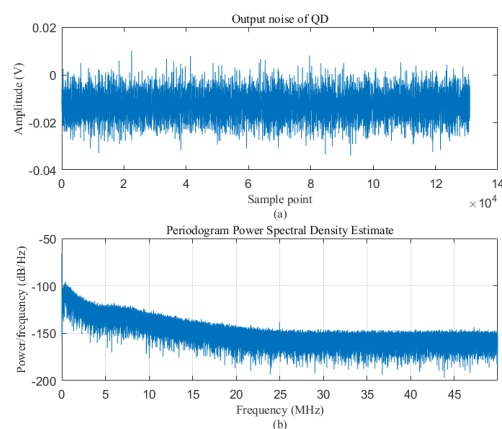 Output noise of QD
0.02
0
-0.02
-0.04
Amplitude (V)
0 2 4 6 8 10 12 14
× 10⁴
Sample point
(a)
Periodogram Power Spectral Density Estimate
-50
-100
-150
-200
Power/frequency (dB/Hz)
0 5 10 15 20 25 30 35 40 45
Frequency (MHz)
(b)